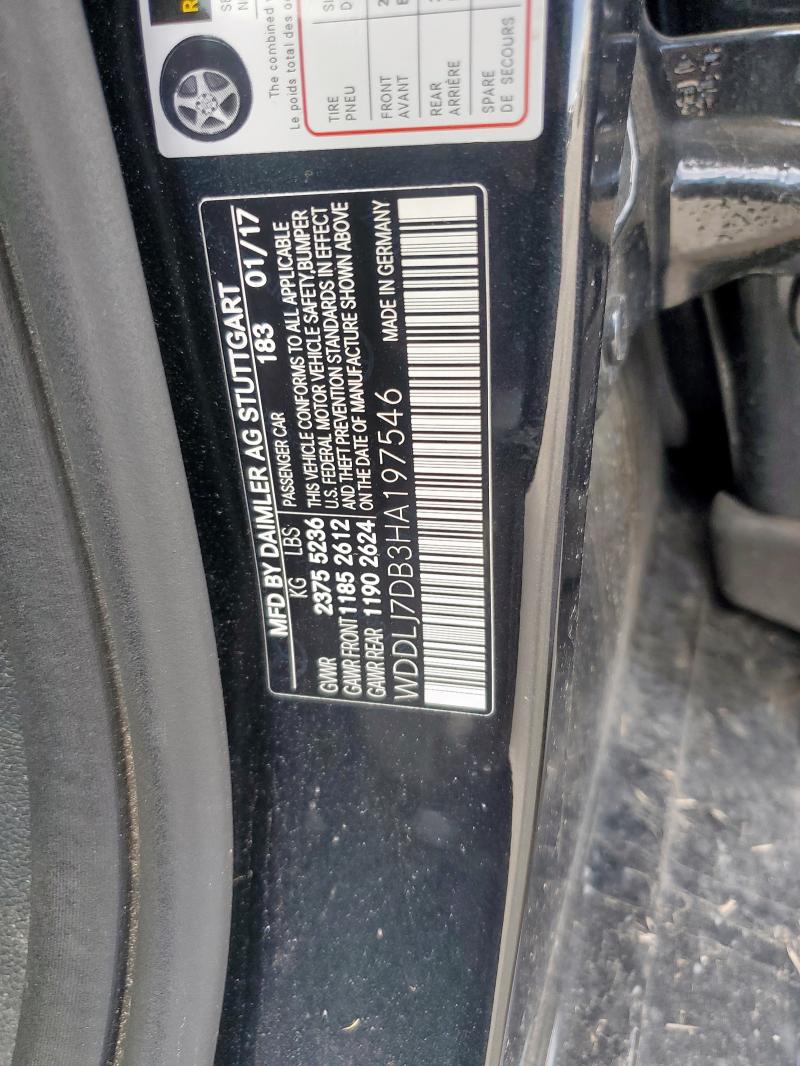 The combined
Le poids total des
TIRE
PNEU
FRONT
AVANT
REAR
ARRIÈRE
SPARE
DE SECOURS
MFD BY DAIMLER AG STUTTGART
183 01/17
KG LBS PASSENGER CAR
GVWR 2375 5236
GAWR FRONT 1185 2612
GAWR REAR 1190 2624
THIS VEHICLE CONFORMS TO ALL APPLICABLE
U.S. FEDERAL MOTOR VEHICLE SAFETY,BUMPER
AND THEFT PREVENTION STANDARDS IN EFFECT
ON THE DATE OF MANUFACTURE SHOWN ABOVE
WDDLJ7DB3HA197546 MADE IN GERMANY